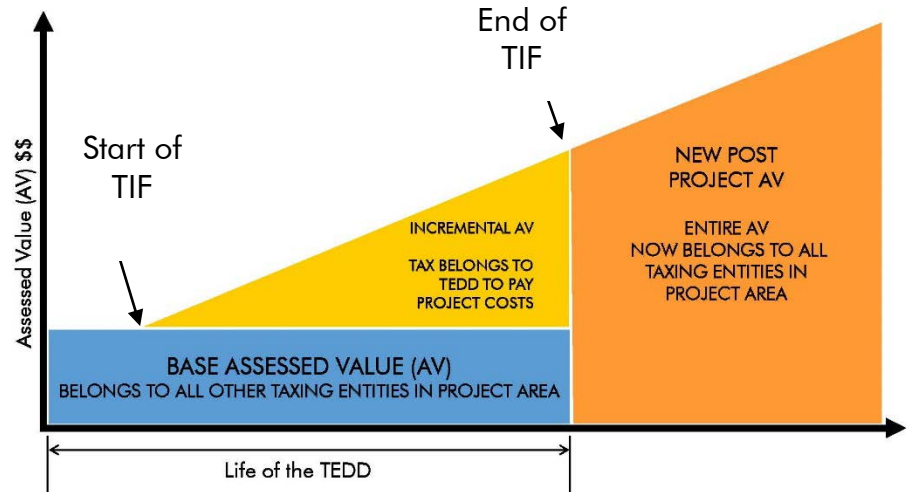 End of
TIF
Start of
TIF
Assessed Value (AV) $$
NEW POST
PROJECT AV
ENTIRE AV
NOW BELONGS TO ALL
TAXING ENTITIES IN
PROJECT AREA
INCREMENTAL AV
TAX BELONGS TO
TEDD TO PAY
PROJECT COSTS
BASE ASSESSED VALUE (AV)
BELONGS TO ALL OTHER TAXING ENTITIES IN PROJECT AREA
Life of the TEDD